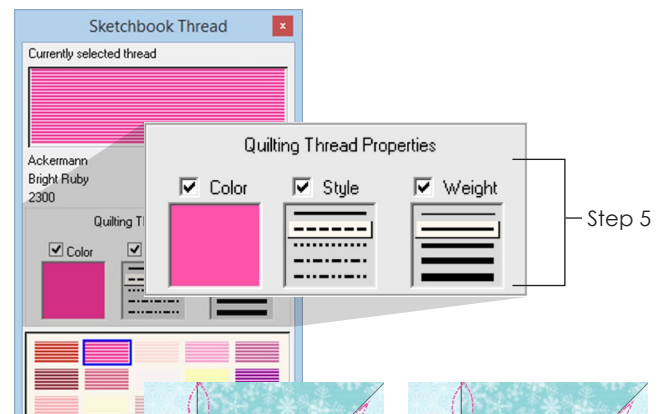 Sketchbook Thread
x
Currently selected thread
Ackermann
Bright Ruby
2300
Quilting Thread Properties
Color
Style
Weight
Step 5
Quilting T
Color